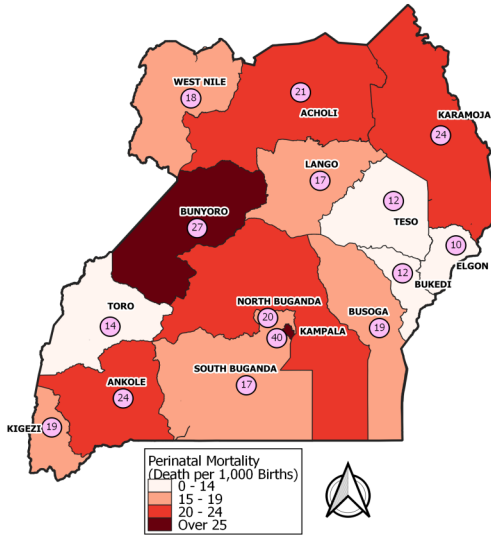 WEST NILE
18
21
ACHOLI
KARAMOJA
24
LANGO
17
12
TESO
BUNYORO
27
10
ELGON
12
BUKEDI
TORO
14
NORTH BUGANDA
20
BUSOGA
19
40
KAMPALA
SOUTH BUGANDA
17
ANKOLE
24
KIGEZI
19
Perinatal Mortality
(Death per 1,000 Births)
0 - 14
15 - 19
20 - 24
Over 25